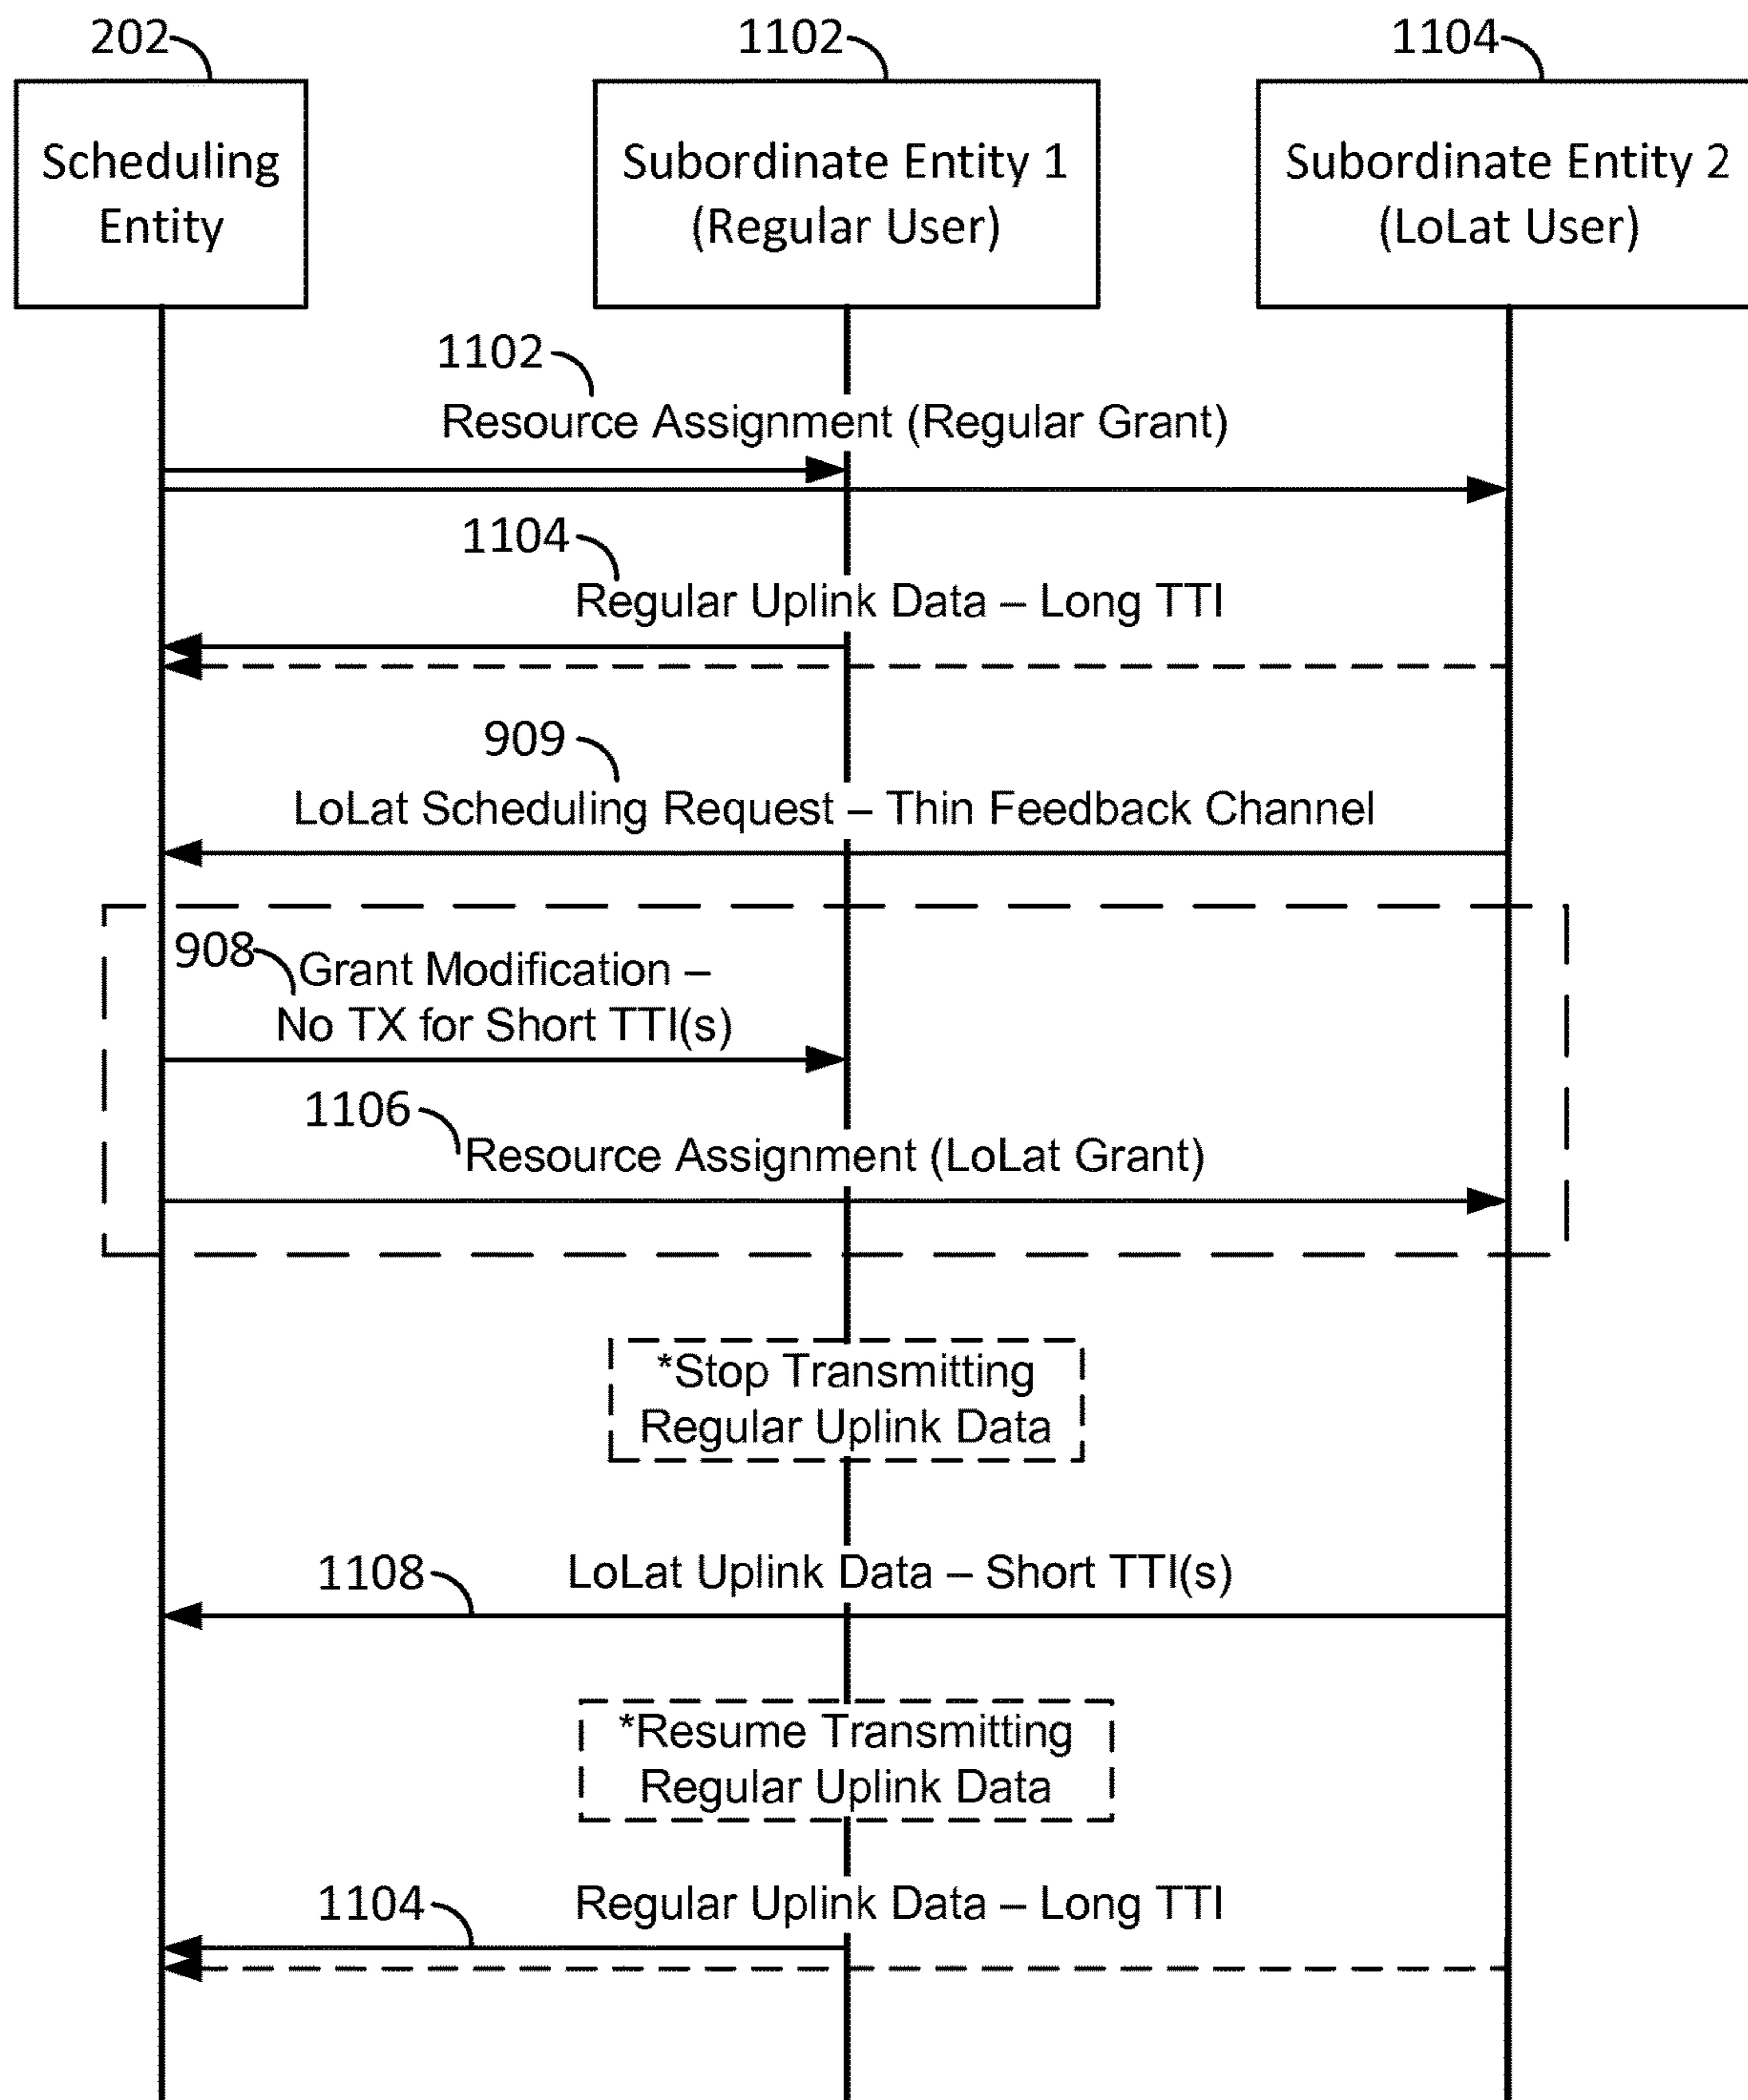 202
1102
1104
Scheduling
Entity
Subordinate Entity 1
(Regular User)
Subordinate Entity 2
(LoLat User)
1102
Resource Assignment (Regular Grant)
1104
Regular Uplink Data – Long TTI
909
LoLat Scheduling Request – Thin Feedback Channel
908
Grant Modification –
No TX for Short TTI(s)
1106
Resource Assignment (LoLat Grant)
*Stop Transmitting
Regular Uplink Data
1108
LoLat Uplink Data – Short TTI(s)
*Resume Transmitting
Regular Uplink Data
1104
Regular Uplink Data – Long TTI